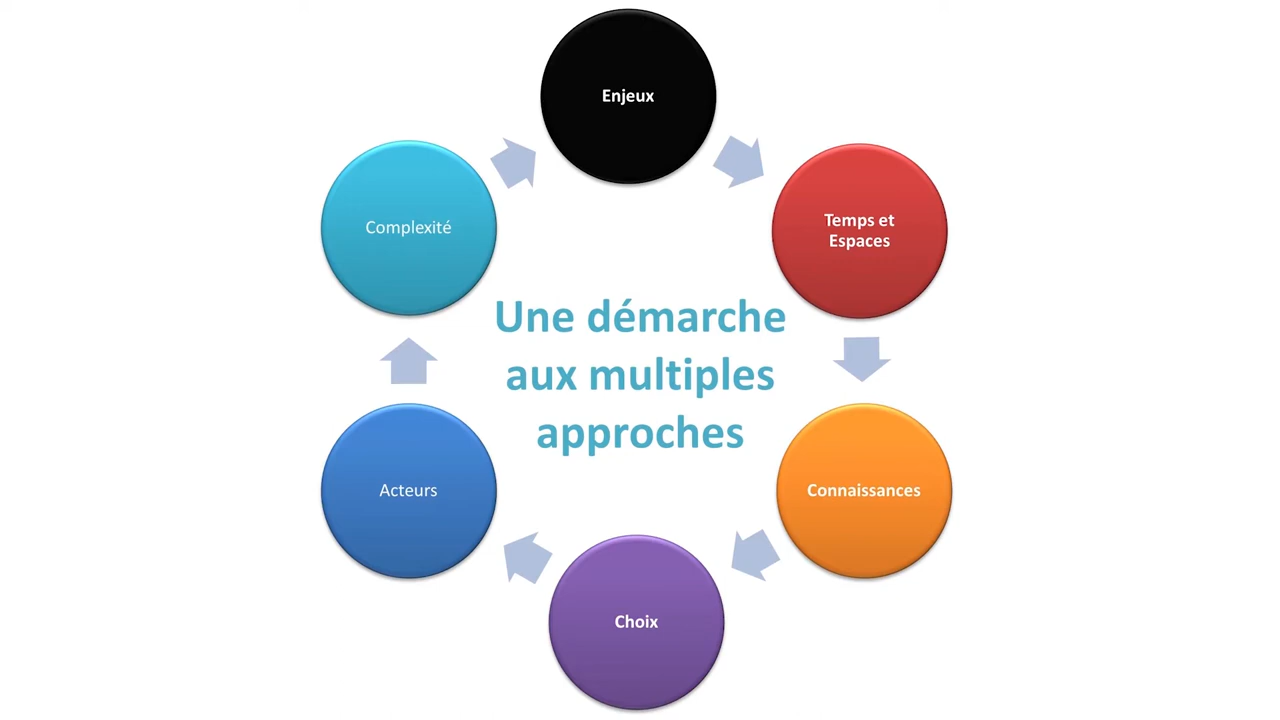 Enjeux
Temps et
Espaces
Connaissances
Choix
Acteurs
Complexité
Une démarche
aux multiples
approches